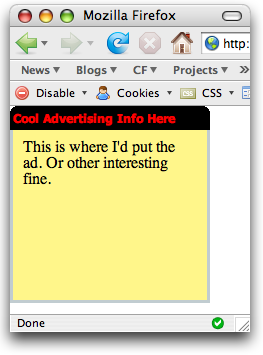 Mozilla Firefox
http:
News Blogs CF Projects »
Disable Cookies CSS
Cool Advertising Info Here
This is where I'd put the
ad. Or other interesting
fine.
Done